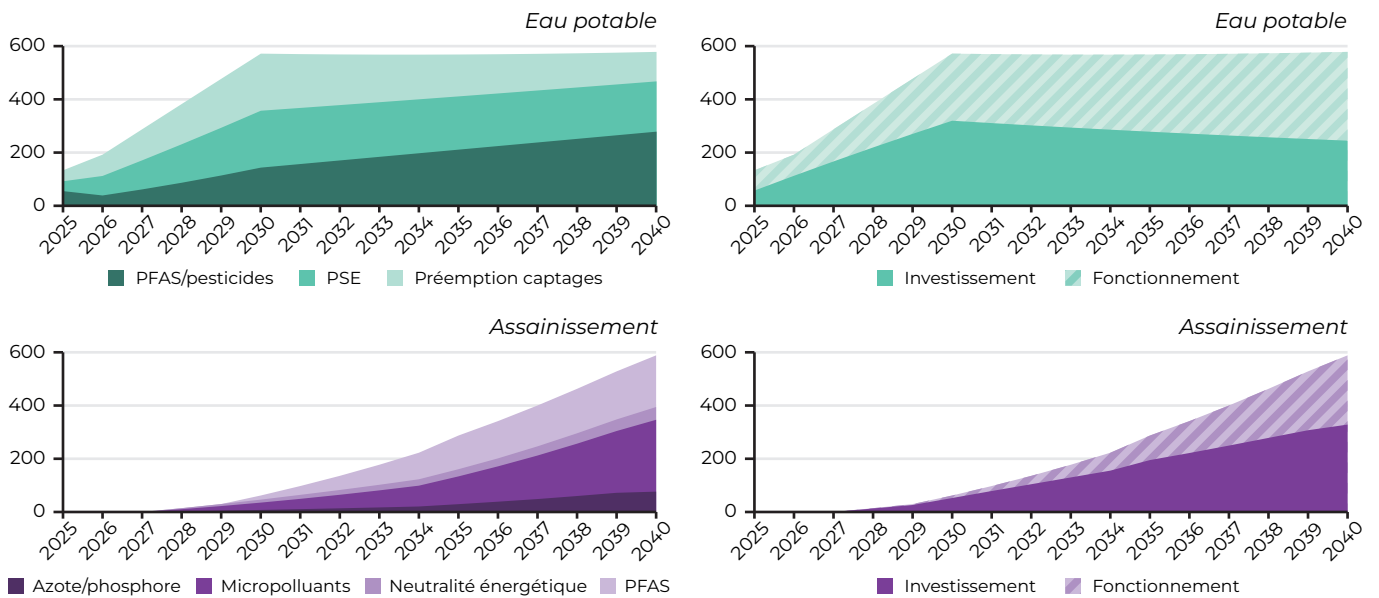 Eau potable
600
400
200
0
2025 2026 2027 2028 2029 2030 2031 2032 2033 2034 2035 2036 2037 2038 2039 2040
PFAS/pesticides PSE Préemption captages
Eau potable
600
400
200
0
2025 2026 2027 2028 2029 2030 2031 2032 2033 2034 2035 2036 2037 2038 2039 2040
Investissement Fonctionnement
Assainissement
600
400
200
0
2025 2026 2027 2028 2029 2030 2031 2032 2033 2034 2035 2036 2037 2038 2039 2040
Azote/phosphore Micropolluants Neutralité énergétique PFAS
Assainissement
600
400
200
0
2025 2026 2027 2028 2029 2030 2031 2032 2033 2034 2035 2036 2037 2038 2039 2040
Investissement Fonctionnement